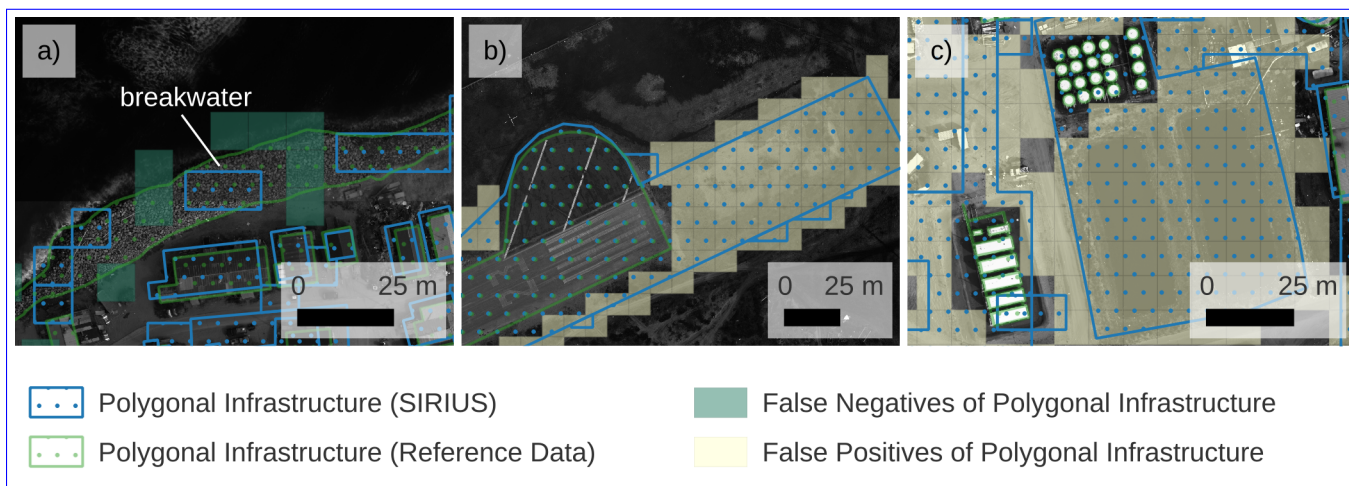 a)
breakwater
0 25 m
b)
0 25 m
c)
0 25 m
Polygonal Infrastructure (SIRIUS)
False Negatives of Polygonal Infrastructure
Polygonal Infrastructure (Reference Data)
False Positives of Polygonal Infrastructure